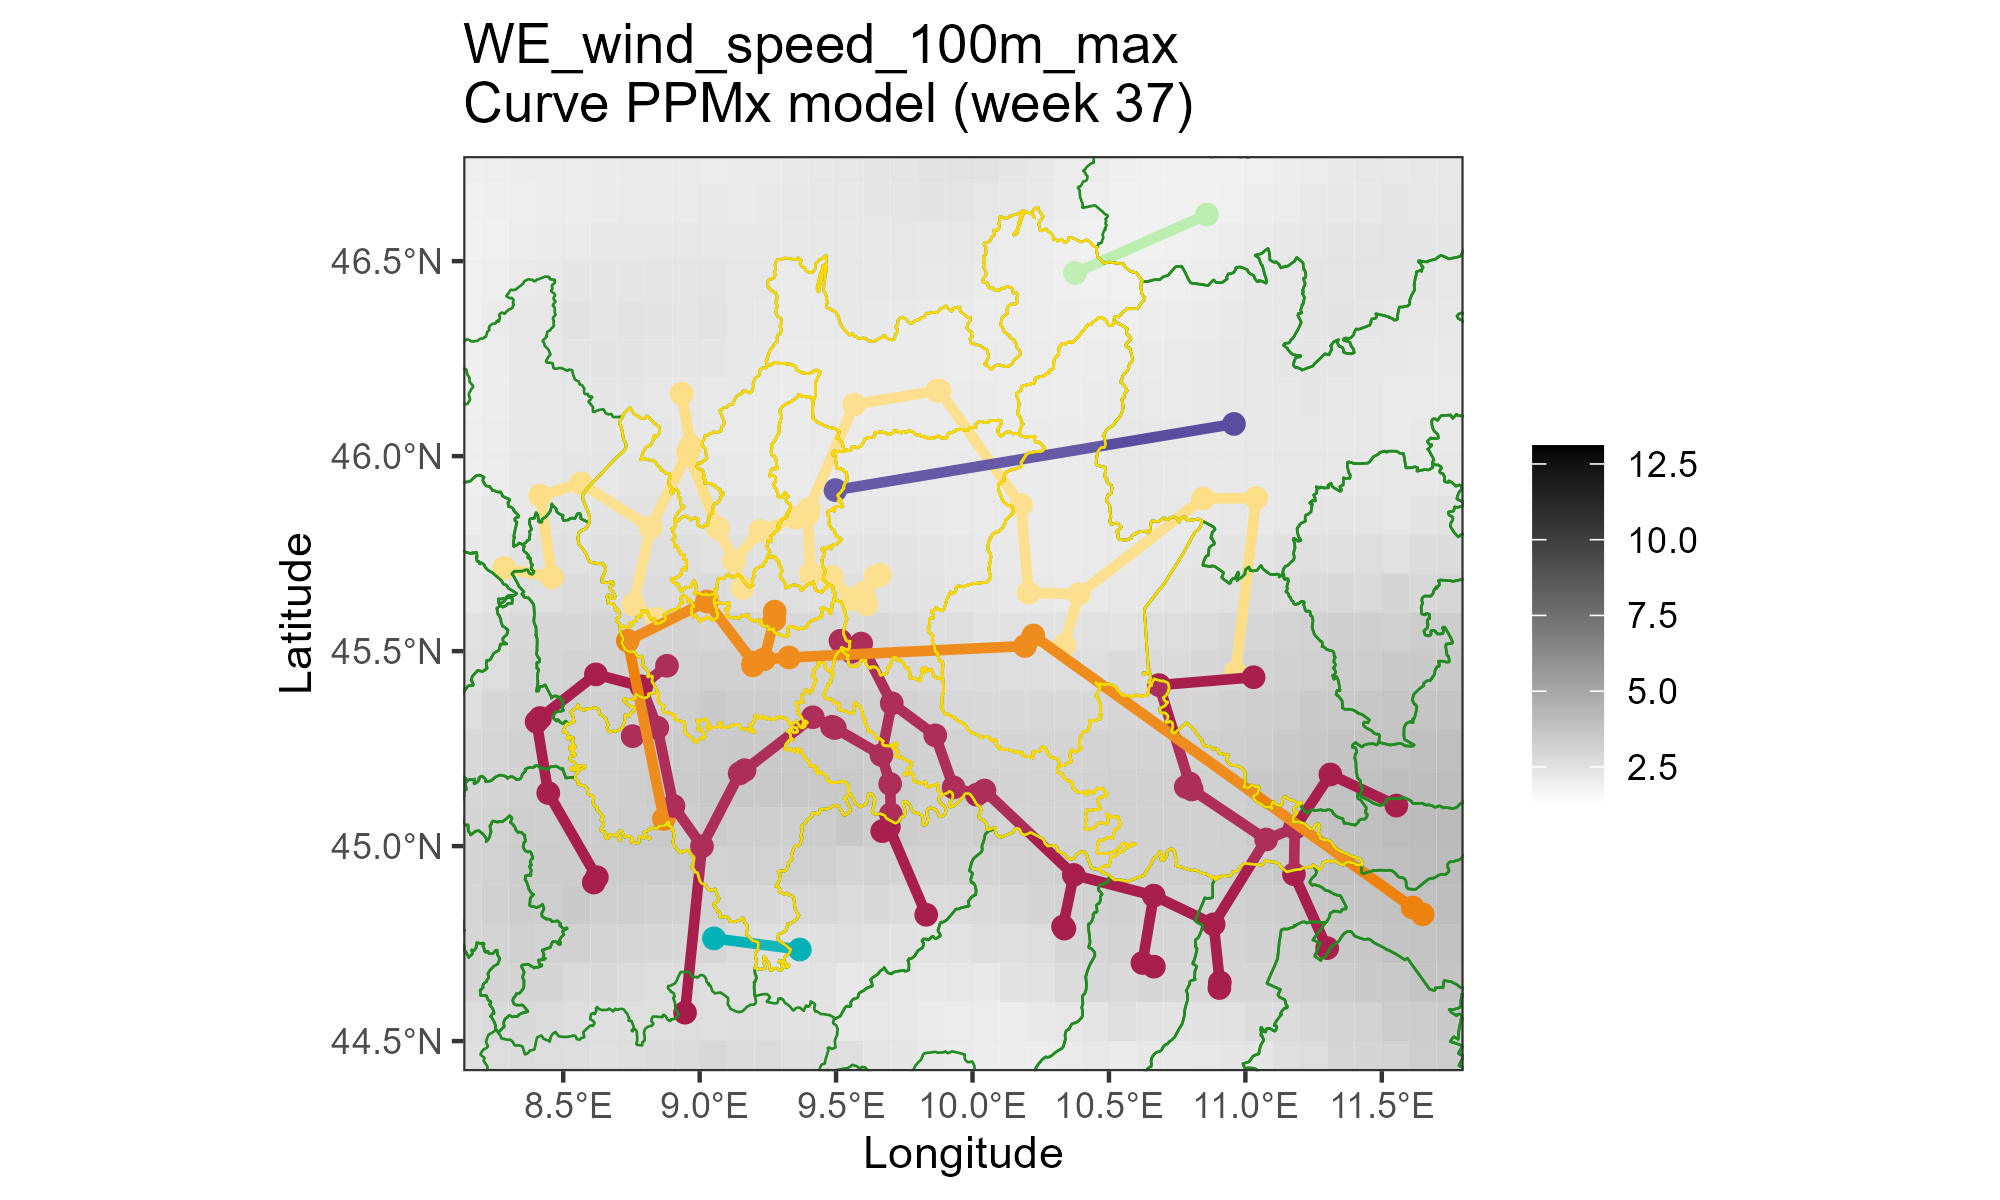 WE_wind_speed_100m_max
Curve PPMx model (week 37)
46.5°N
46.0°N
45.5°N
45.0°N
44.5°N
Latitude
8.5°E 9.0°E 9.5°E 10.0°E 10.5°E 11.0°E 11.5°E
Longitude
12.5
10.0
7.5
5.0
2.5